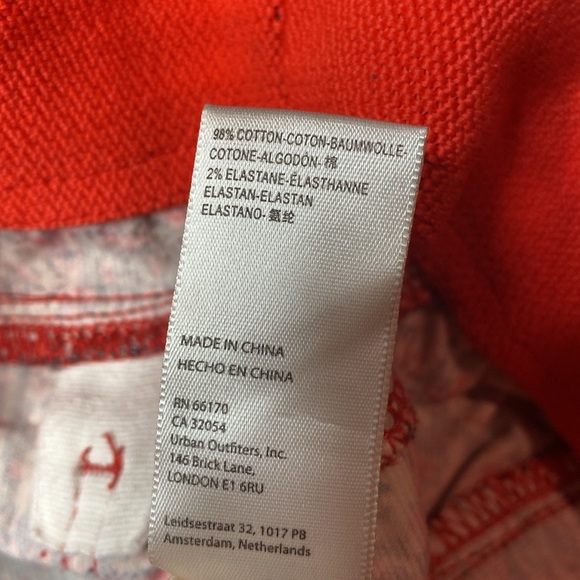 98% COTTON-COTON-BAUMWOLLE-
COTONE-ALGODÓN- 棉
2% ELASTANE-ÉLASTHANNE
ELASTAN-ELASTAN
ELASTANO- 氨纶
MADE IN CHINA
HECHO EN CHINA
RN 66170
CA 32054
Urban Outfitters, Inc.
146 Brick Lane,
LONDON E1 6RU
Leidsestraat 32, 1017 PB
Amsterdam, Netherlands